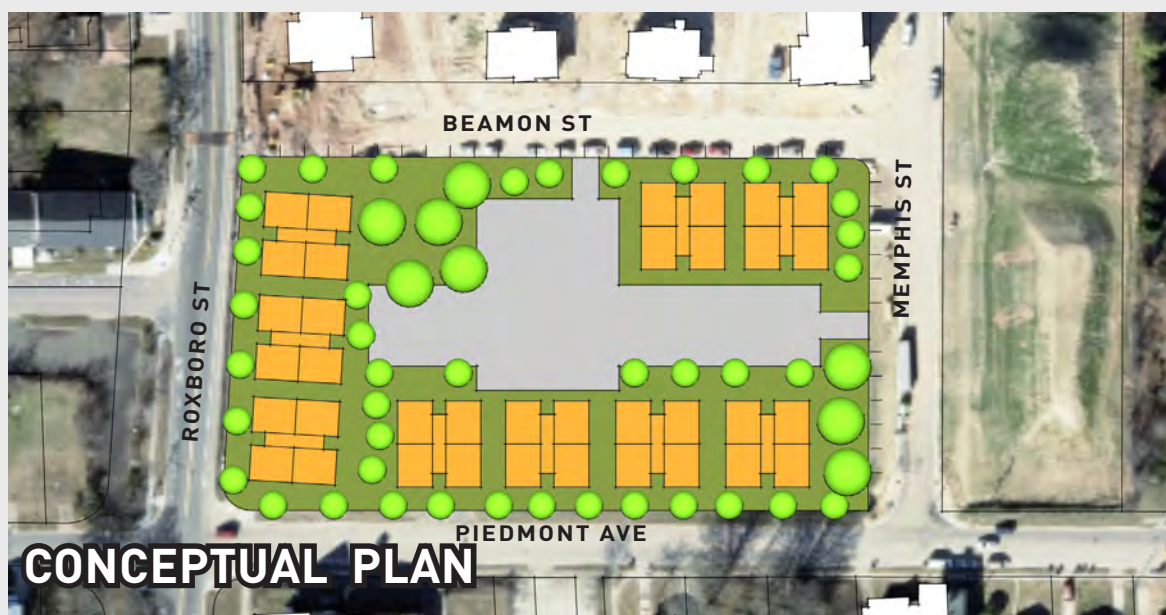 BEAMON ST
MEMPHIS ST
ROXBORO ST
PIEDMONT AVE
CONCEPTUAL PLAN